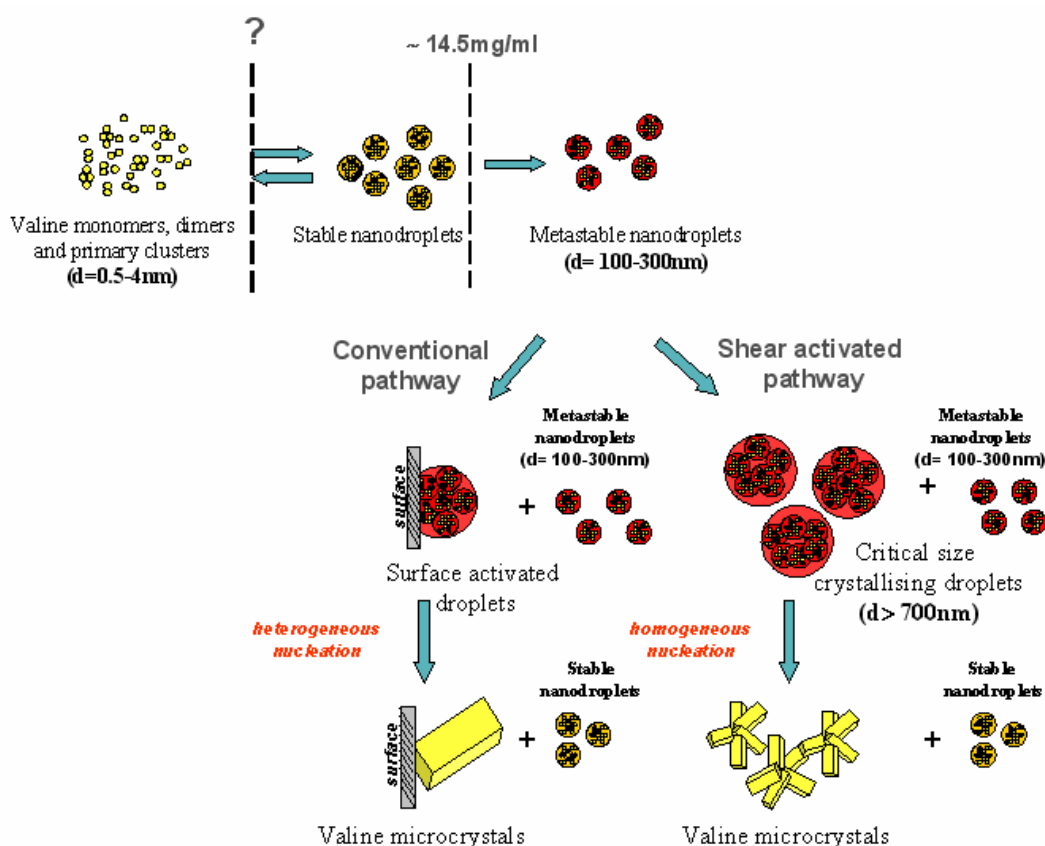 ?
~ 14.5mg/ml
Valine monomers, dimers
and primary clusters
(d=0.5-4nm)
Stable nanodroplets
Metastable nanodroplets
(d= 100-300nm)
Conventional
pathway
Shear activated
pathway
Metastable
nanodroplets
(d= 100-300nm)
surface
+
Surface activated
droplets
Metastable
nanodroplets
(d= 100-300nm)
+
Critical size
crystallising droplets
(d> 700nm)
heterogeneous
nucleation
homogeneous
nucleation
Stable
nanodroplets
surface
+
Valine microcrystals
Stable
nanodroplets
+
Valine microcrystals